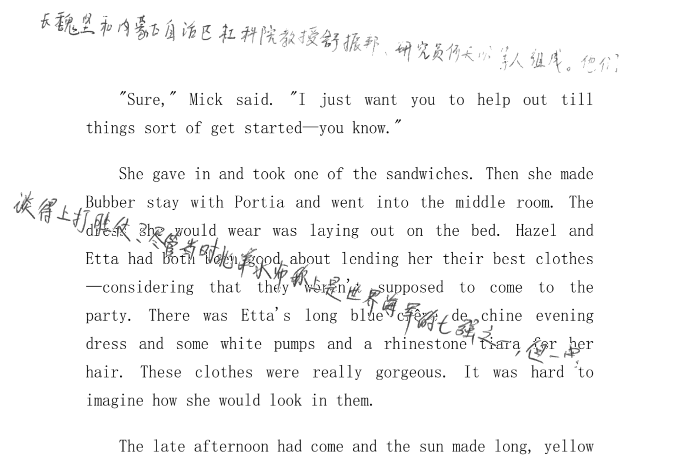 长魏坚和内蒙古自治区社科院教授舒振邦、研究员何天明等人组成。他们
"Sure," Mick said. "I just want you to help out till
things sort of get started—you know."
She gave in and took one of the sandwiches. Then she made
Bubber stay with Portia and went into the middle room. The
dress she would wear was laying out on the bed. Hazel and
谈得上打胜仗?尽管当时北洋水师称上是世界海军的七强之一,但一由
Etta had both been good about lending her their best clothes
—considering that they weren't supposed to come to the
party. There was Etta's long blue crepe de chine evening
dress and some white pumps and a rhinestone tiara for her
hair. These clothes were really gorgeous. It was hard to
imagine how she would look in them.
The late afternoon had come and the sun made long, yellow